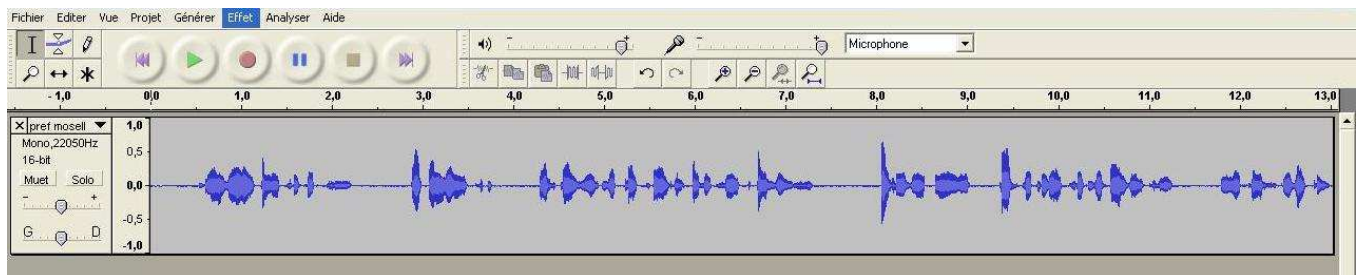 Fichier Editer Vue Projet Générer Effet Analyser Aide
- + - + Microphone
- 1,0 0,0 1,0 2,0 3,0 4,0 5,0 6,0 7,0 8,0 9,0 10,0 11,0 12,0 13,0
X pref mosell 1,0
Mono,22050Hz
16-bit 0,5
Muet Solo
0,0
- +
-0,5
G D
-1,0